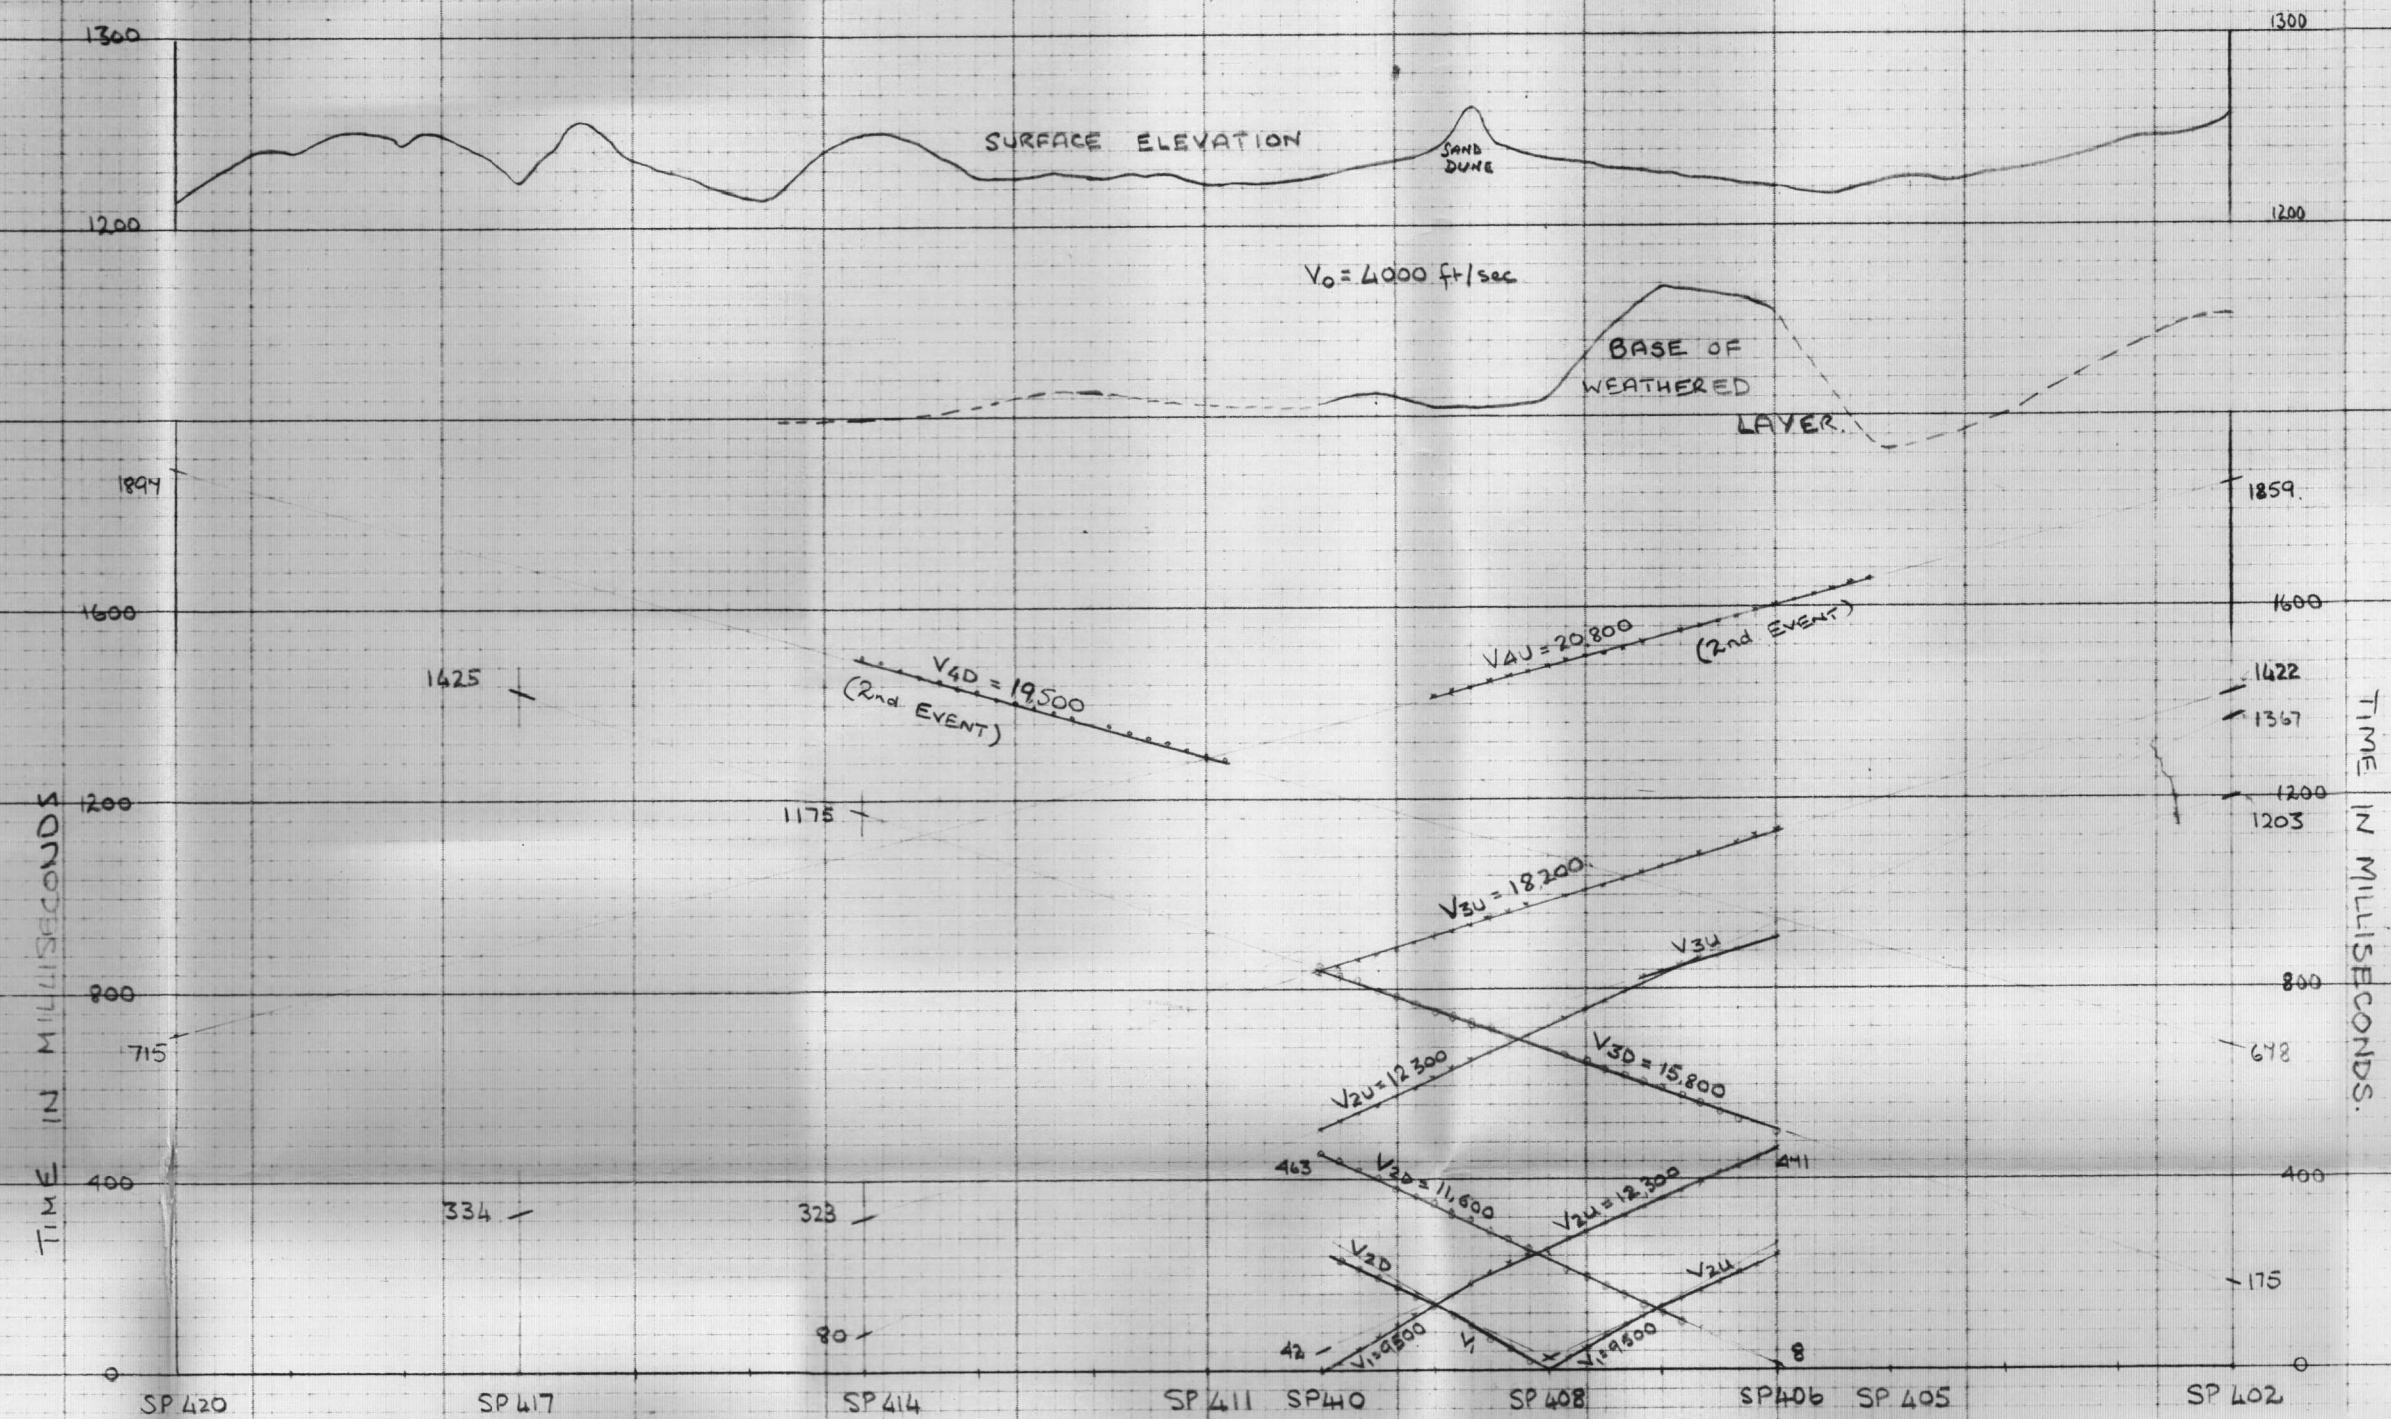 1300
1300
SURFACE ELEVATION
SAND
DUNE
1200
1200
V0 = 4000 ft/sec
BASE OF
WEATHERED
LAYER.
1894
1859.
1600
1600
V4U = 20,800
(2nd EVENT)
V4D = 19,500
(2nd EVENT)
1425
1422
1367
1200
1200
1203
1175
V3U = 18,200
V3U
800
800
715
678
V3D = 15,800
V2U = 12 300
463
441
V2D = 11,600
V2U = 12,300
400
400
334
323
V2D
V2U
175
80
42
V1 = 9500
V1
V1 = 9500
8
0
0
TIME IN MILLISECONDS
TIME IN MILLISECONDS.
SP 420 SP 417 SP 414 SP 411 SP 410 SP 408 SP 406 SP 405 SP 402